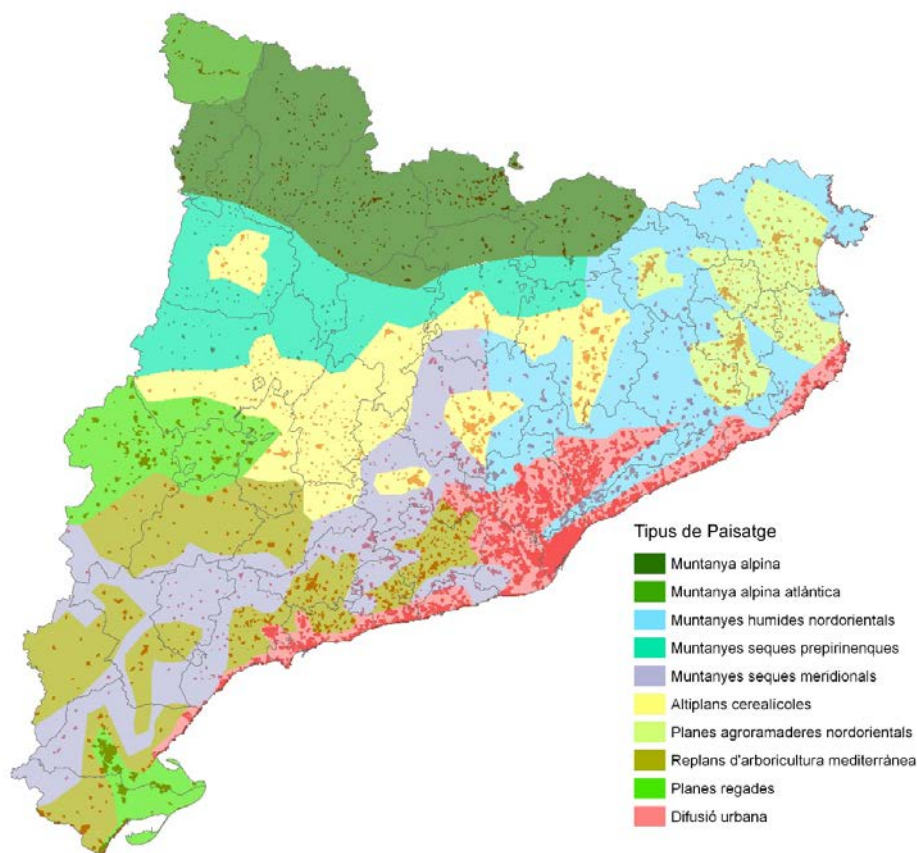 Tipus de Paisatge
Muntanya alpina
Muntanya alpina atlàntica
Muntanyes humides nordorientals
Muntanyes seques prepirinenques
Muntanyes seques meridionals
Altiplans cerealícoles
Planes agroramaderes nordorientals
Replans d'arboricultura mediterrànea
Planes regades
Difusió urbana